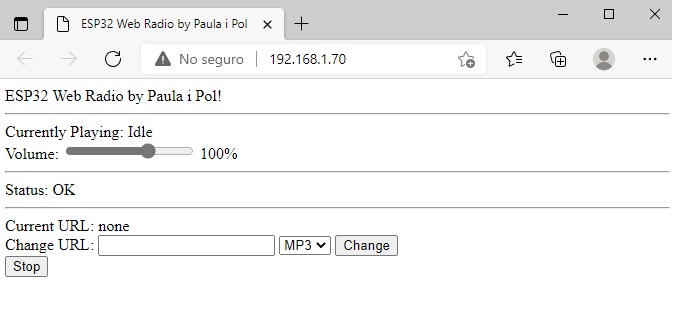 ESP32 Web Radio by Paula i Pol
No seguro 192.168.1.70
ESP32 Web Radio by Paula i Pol!
Currently Playing: Idle
Volume: 100%
Status: OK
Current URL: none
Change URL: MP3 Change
Stop